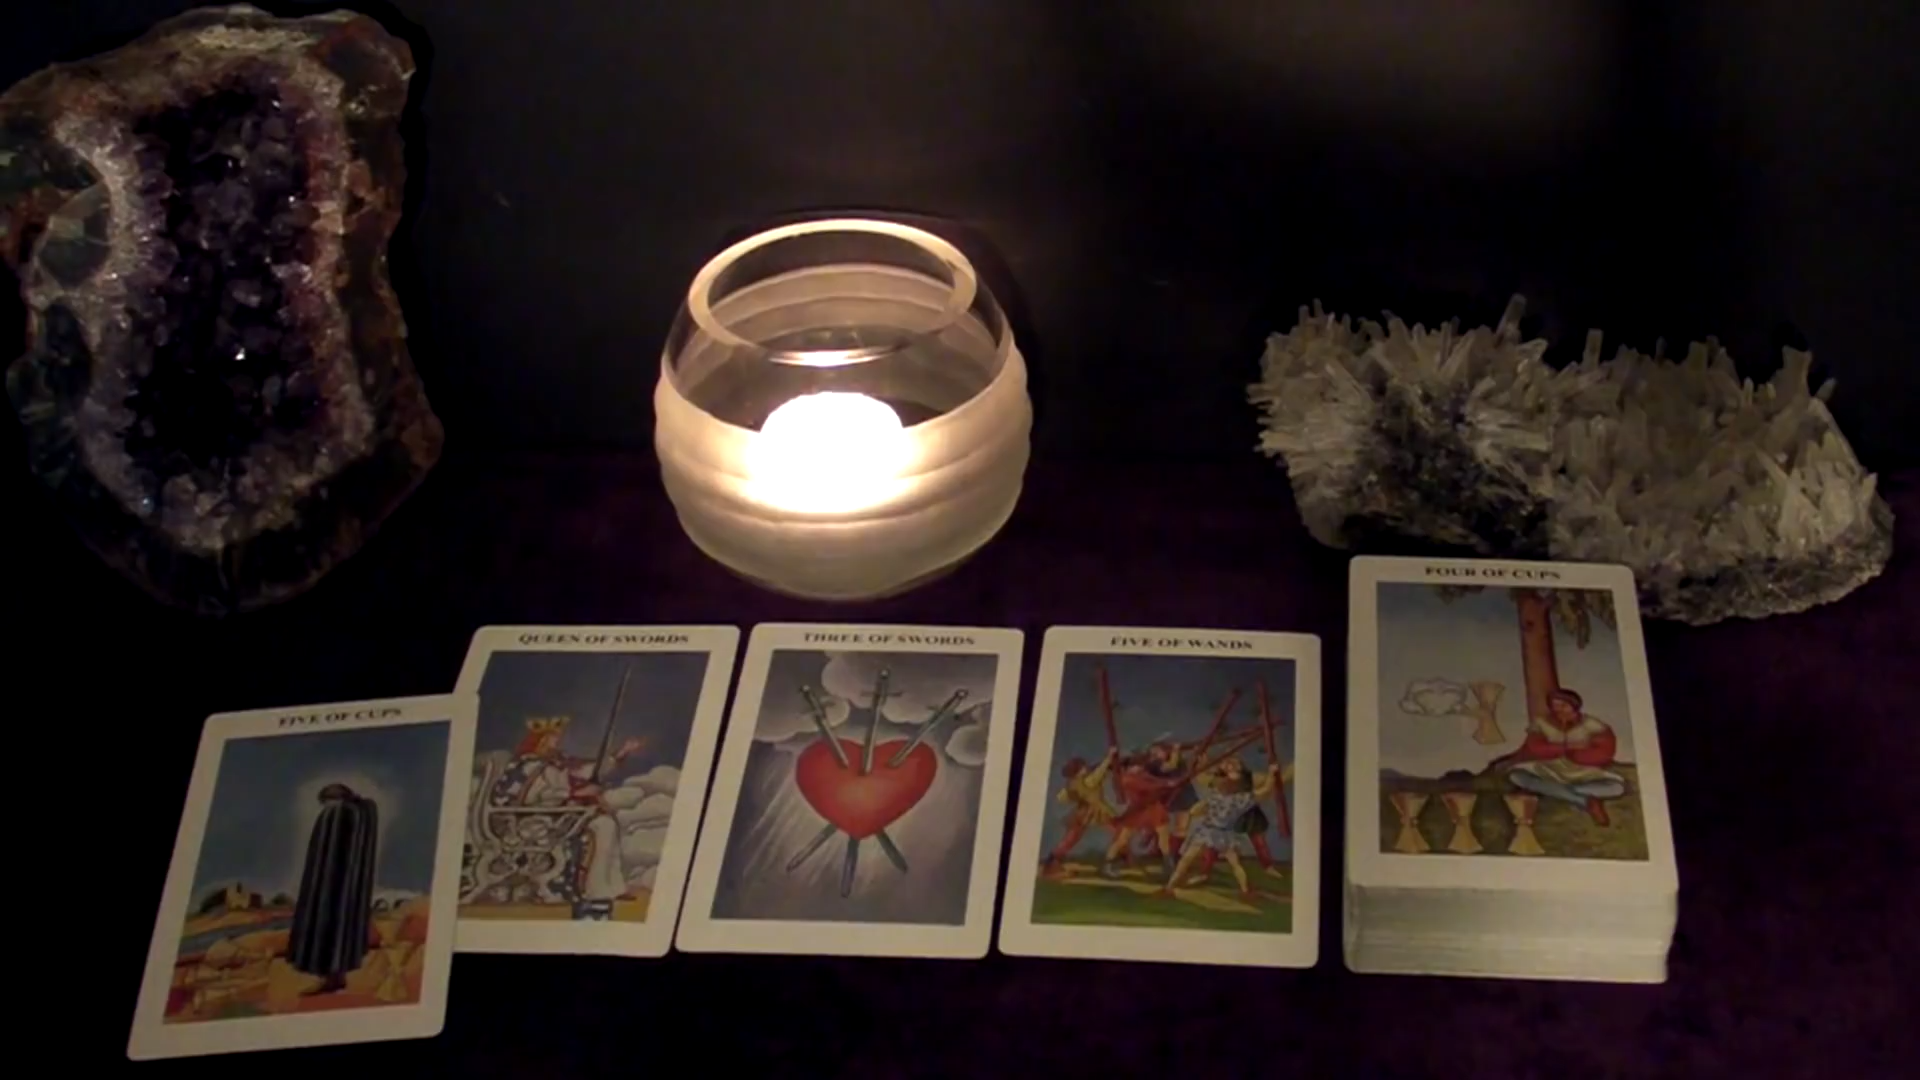 FIVE OF CUPS
QUEEN OF SWORDS
THREE OF SWORDS
FIVE OF WANDS
FOUR OF CUPS